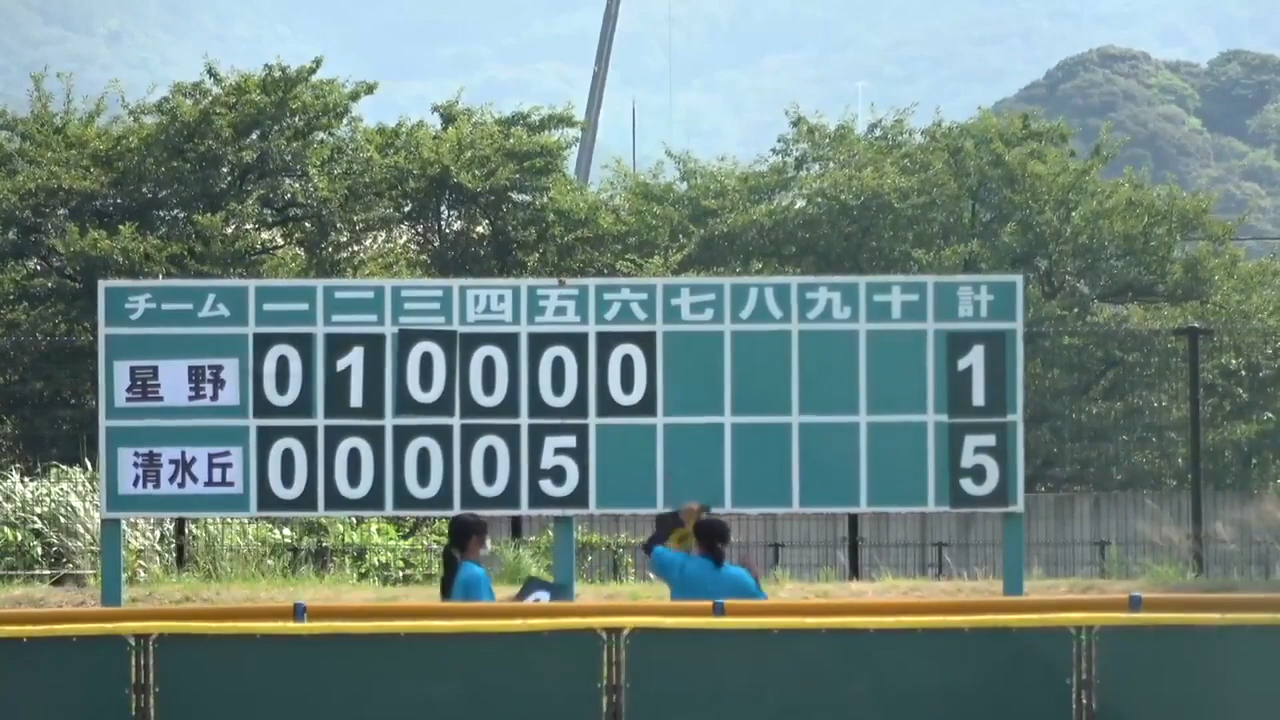 チーム 一 二 三 四 五 六 七 八 九 十 計
星野 0 1 0 0 0 0 1
清水丘 0 0 0 0 5 5